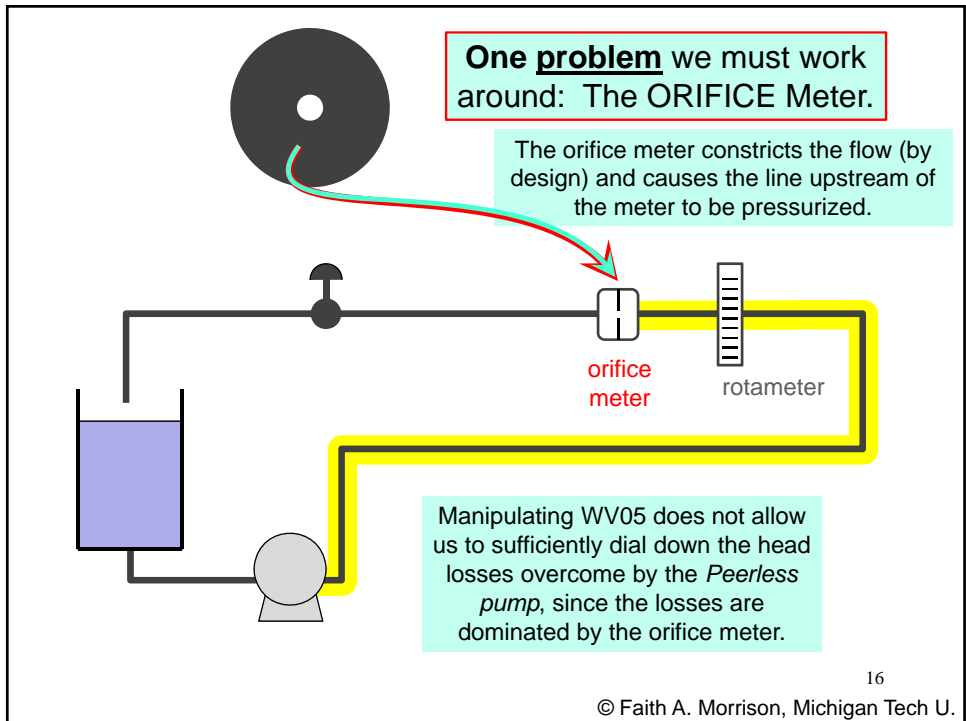 One problem we must work
around: The ORIFICE Meter.
The orifice meter constricts the flow (by
design) and causes the line upstream of
the meter to be pressurized.
orifice
meter
rotameter
Manipulating WV05 does not allow
us to sufficiently dial down the head
losses overcome by the Peerless
pump, since the losses are
dominated by the orifice meter.
16
© Faith A. Morrison, Michigan Tech U.